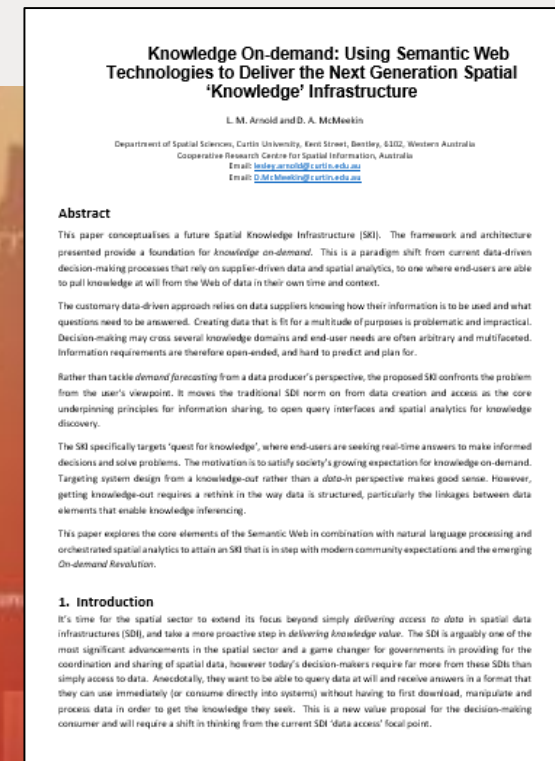 Knowledge On-demand: Using Semantic Web
Technologies to Deliver the Next Generation Spatial
'Knowledge' Infrastructure
L. M. Arnold and D. A. McMeekin
Department of Spatial Sciences, Curtin University, Kent Street, Bentley, 6102, Western Australia
Cooperative Research Centre for Spatial Information, Australia
Email: lesley.arnold@curtin.edu.au
Email: D.McMeekin@curtin.edu.au
Abstract
This paper conceptualises a future Spatial Knowledge Infrastructure (SKI). The framework and architecture
presented provide a foundation for knowledge on-demand. This is a paradigm shift from current data-driven
decision-making processes that rely on supplier-driven data and spatial analytics, to one where end-users are able
to pull knowledge at will from the Web of data in their own time and context.
The customary data-driven approach relies on data suppliers knowing how their information is to be used and what
questions need to be answered. Creating data that is fit for a multitude of purposes is problematic and impractical.
Decision-making may cross several knowledge domains and end-user needs are often arbitrary and multifaceted.
Information requirements are therefore open-ended, and hard to predict and plan for.
Rather than tackle demand forecasting from a data producer's perspective, the proposed SKI confronts the problem
from the user's viewpoint. It moves the traditional SDI norm on from data creation and access as the core
underpinning principles for information sharing, to open query interfaces and spatial analytics for knowledge
discovery.
The SKI specifically targets 'quest for knowledge', where end-users are seeking real-time answers to make informed
decisions and solve problems. The motivation is to satisfy society's growing expectation for knowledge on-demand.
Targeting system design from a knowledge-out rather than a data-in perspective makes good sense. However,
getting knowledge-out requires a rethink in the way data is structured, particularly the linkages between data
elements that enable knowledge inferencing.
This paper explores the core elements of the Semantic Web in combination with natural language processing and
orchestrated spatial analytics to attain an SKI that is in step with modern community expectations and the emerging
On-demand Revolution.
1. Introduction
It's time for the spatial sector to extend its focus beyond simply delivering access to data in spatial data
infrastructures (SDI), and take a more proactive step in delivering knowledge value. The SDI is arguably one of the
most significant advancements in the spatial sector and a game changer for governments in providing for the
coordination and sharing of spatial data, however today's decision-makers require far more from these SDIs than
simply access to data. Anecdotally, they want to be able to query data at will and receive answers in a format that
they can use immediately (or consume directly into systems) without having to first download, manipulate and
process data in order to get the knowledge they seek. This is a new value proposal for the decision-making
consumer and will require a shift in thinking from the current SDI 'data access' focal point.